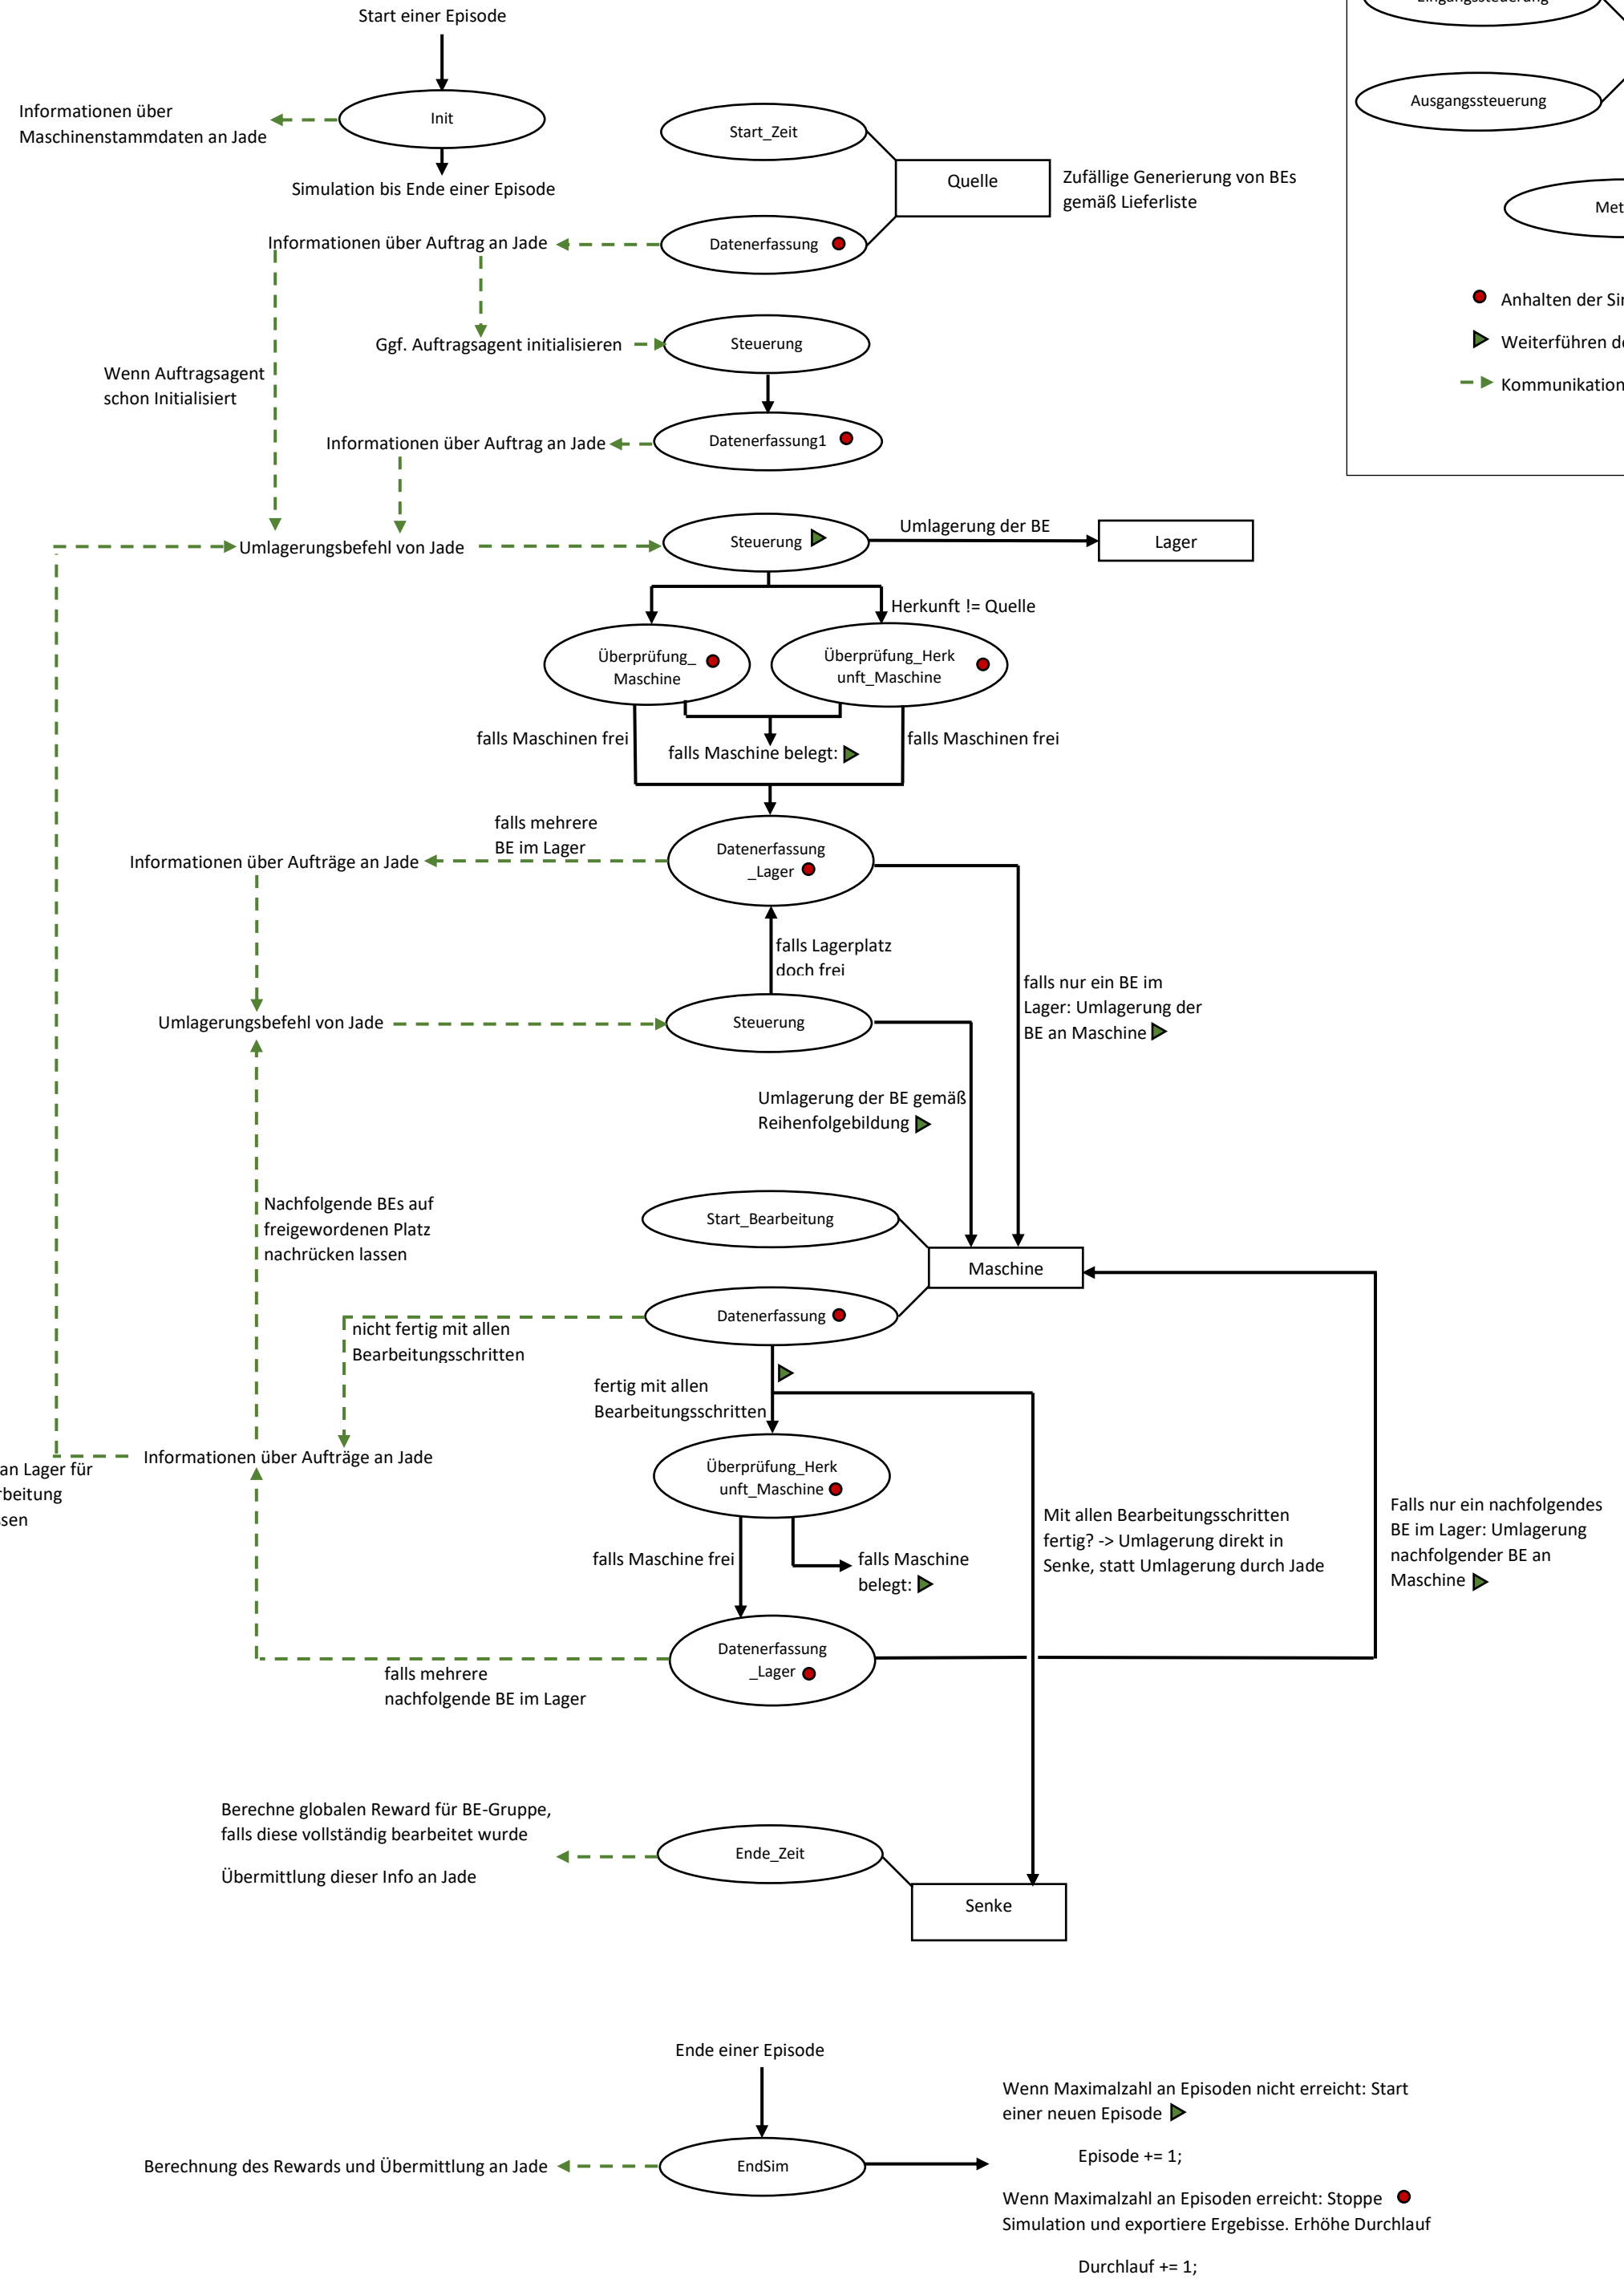 Start einer Episode
Eingangssteuerung
Informationen über
Maschinenstammdaten an Jade
Init
Start_Zeit
Ausgangssteuerung
Simulation bis Ende einer Episode
Quelle
Zufällige Generierung von BEs
gemäß Lieferliste
Informationen über Auftrag an Jade
Datenerfassung
Anhalten der
Ggf. Auftragsagent initialisieren
Steuerung
Weiterführen
Wenn Auftragsagent
schon Initialisiert
Kommunikation
Informationen über Auftrag an Jade
Datenerfassung1
Umlagerungsbefehl von Jade
Steuerung
Umlagerung der BE
Lager
Herkunft != Quelle
Überprüfung_
Maschine
Überprüfung_Herk
unft_Maschine
falls Maschinen frei
falls Maschine belegt:
falls Maschinen frei
falls mehrere
BE im Lager
Informationen über Aufträge an Jade
Datenerfassung
_Lager
falls Lagerplatz
doch frei
falls nur ein BE im
Lager: Umlagerung der
BE an Maschine
Umlagerungsbefehl von Jade
Steuerung
Umlagerung der BE gemäß
Reihenfolgebildung
Nachfolgende BEs auf
freigewordenen Platz
nachrücken lassen
Start_Bearbeitung
Maschine
Datenerfassung
nicht fertig mit allen
Bearbeitungsschritten
fertig mit allen
Bearbeitungsschritten
Informationen über Aufträge an Jade
an Lager für
Überprüfung_Herk
unft_Maschine
Mit allen Bearbeitungsschritten
fertig? -> Umlagerung direkt in
Senke, statt Umlagerung durch Jade
Falls nur ein nachfolgendes
BE im Lager: Umlagerung
nachfolgender BE an
Maschine
falls Maschine frei
falls Maschine
belegt:
Datenerfassung
_Lager
falls mehrere
nachfolgende BE im Lager
Berechne globalen Reward für BE-Gruppe,
falls diese vollständig bearbeitet wurde
Übermittlung dieser Info an Jade
Ende_Zeit
Senke
Ende einer Episode
Wenn Maximalzahl an Episoden nicht erreicht: Start
einer neuen Episode
Episode += 1;
Berechnung des Rewards und Übermittlung an Jade
EndSim
Wenn Maximalzahl an Episoden erreicht: Stoppe
Simulation und exportiere Ergebisse. Erhöhe Durchlauf
Durchlauf += 1;